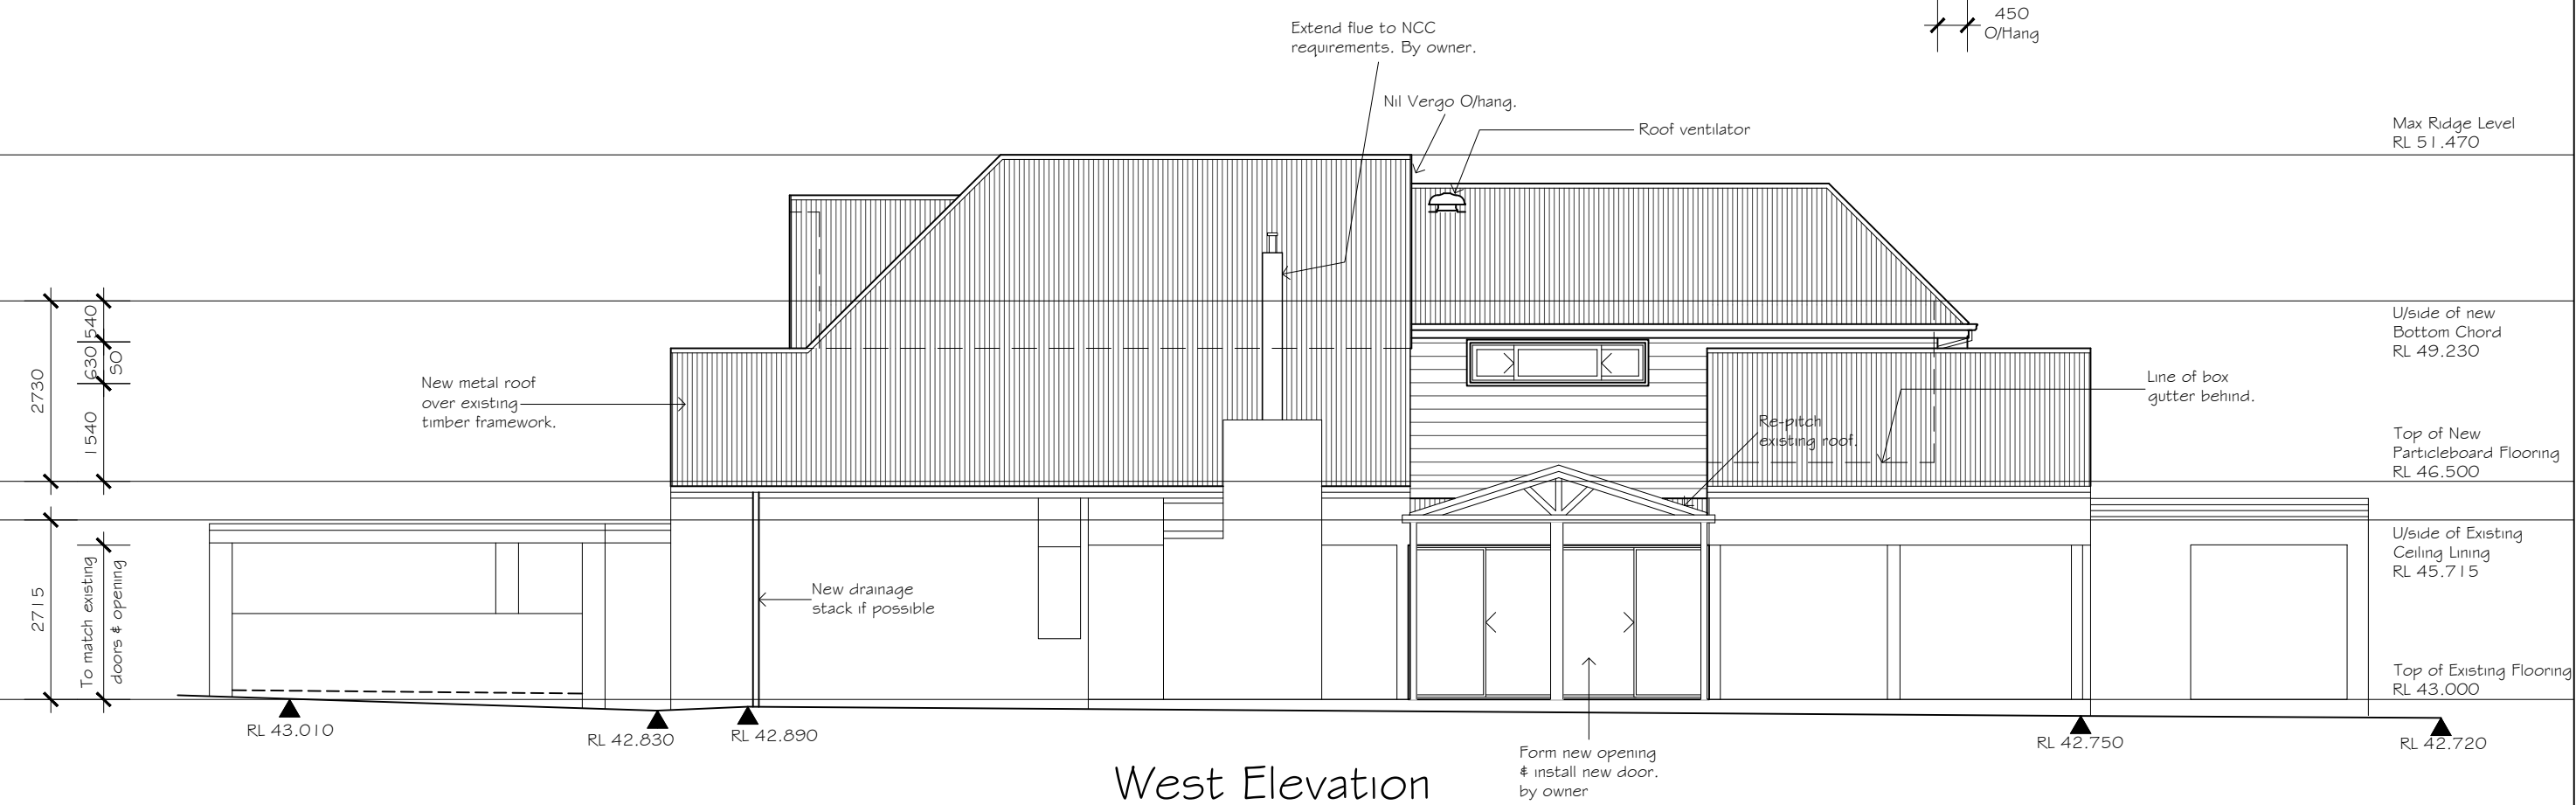 450
O/Hang
Extend flue to NCC
requirements. By owner.
Nil Vergo O/hang.
Roof ventilator
Max Ridge Level
RL 51.470
U/side of new
Bottom Chord
RL 49.230
Line of box
gutter behind.
Top of New
Particleboard Flooring
RL 46.500
U/side of Existing
Ceiling Lining
RL 45.715
Top of Existing Flooring
RL 43.000
540
630
50
2730
1540
2715
To match existing
doors & opening
New metal roof
over existing
timber framework.
Re-pitch
existing roof.
New drainage
stack if possible
RL 43.010
RL 42.830
RL 42.890
RL 42.750
RL 42.720
Form new opening
& install new door.
by owner
West Elevation